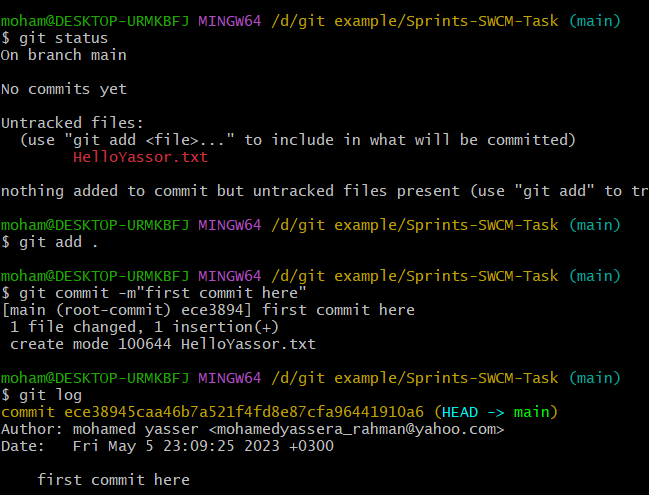 moham@DESKTOP-URMKBFJ MINGW64 /d/git example/Sprints-SWCM-Task (main)
$ git status
On branch main
No commits yet
Untracked files:
(use "git add <file>..." to include in what will be committed)
HelloYassor.txt
nothing added to commit but untracked files present (use "git add" to tr
moham@DESKTOP-URMKBFJ MINGW64 /d/git example/Sprints-SWCM-Task (main)
$ git add .
moham@DESKTOP-URMKBFJ MINGW64 /d/git example/Sprints-SWCM-Task (main)
$ git commit -m"first commit here"
[main (root-commit) ece3894] first commit here
1 file changed, 1 insertion(+)
create mode 100644 HelloYassor.txt
moham@DESKTOP-URMKBFJ MINGW64 /d/git example/Sprints-SWCM-Task (main)
$ git log
commit ece38945caa46b7a521f4fd8e87cfa96441910a6 (HEAD -> main)
Author: mohamed yasser <mohamedyassera_rahman@yahoo.com>
Date: Fri May 5 23:09:25 2023 +0300
first commit here